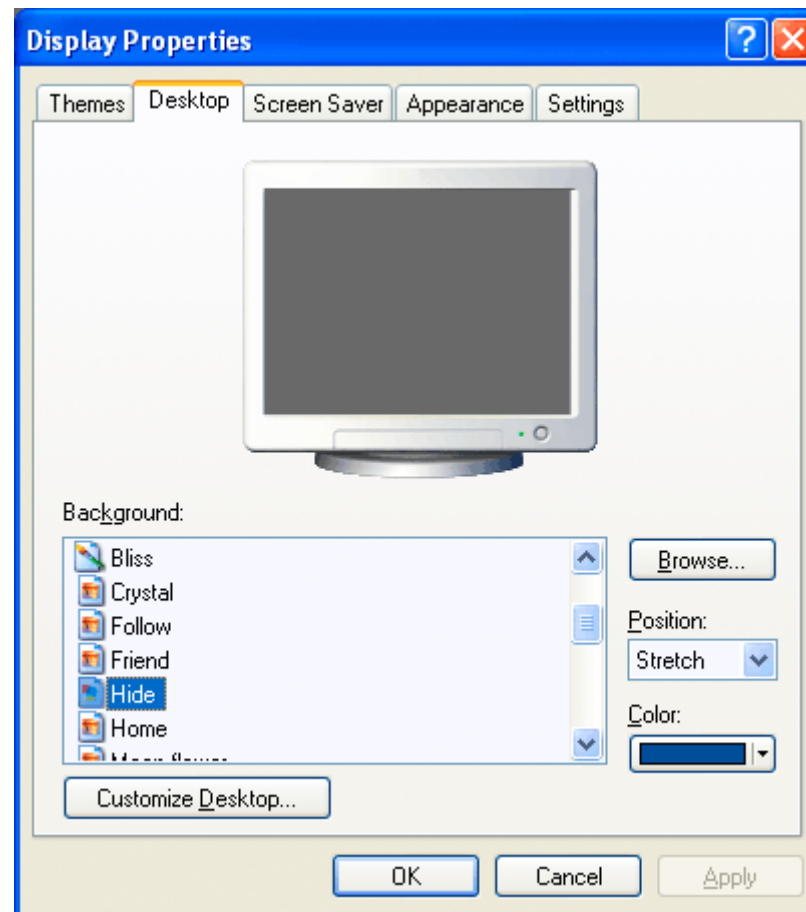 Display Properties
Themes Desktop Screen Saver Appearance Settings
Background:
Bliss
Crystal
Follow
Friend
Hide
Home
Browse...
Position:
Stretch
Color:
Customize Desktop...
OK Cancel Apply